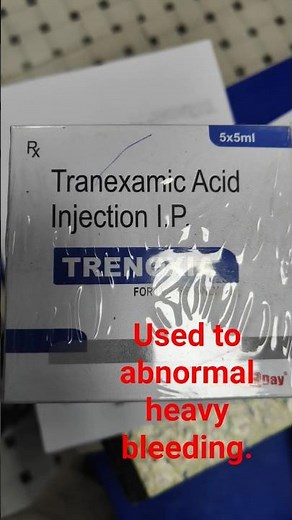 5x5ml
Rx
Tranexamic Acid
Injection I.P.
FOR
Used to
abnormal
heavy
bleeding.